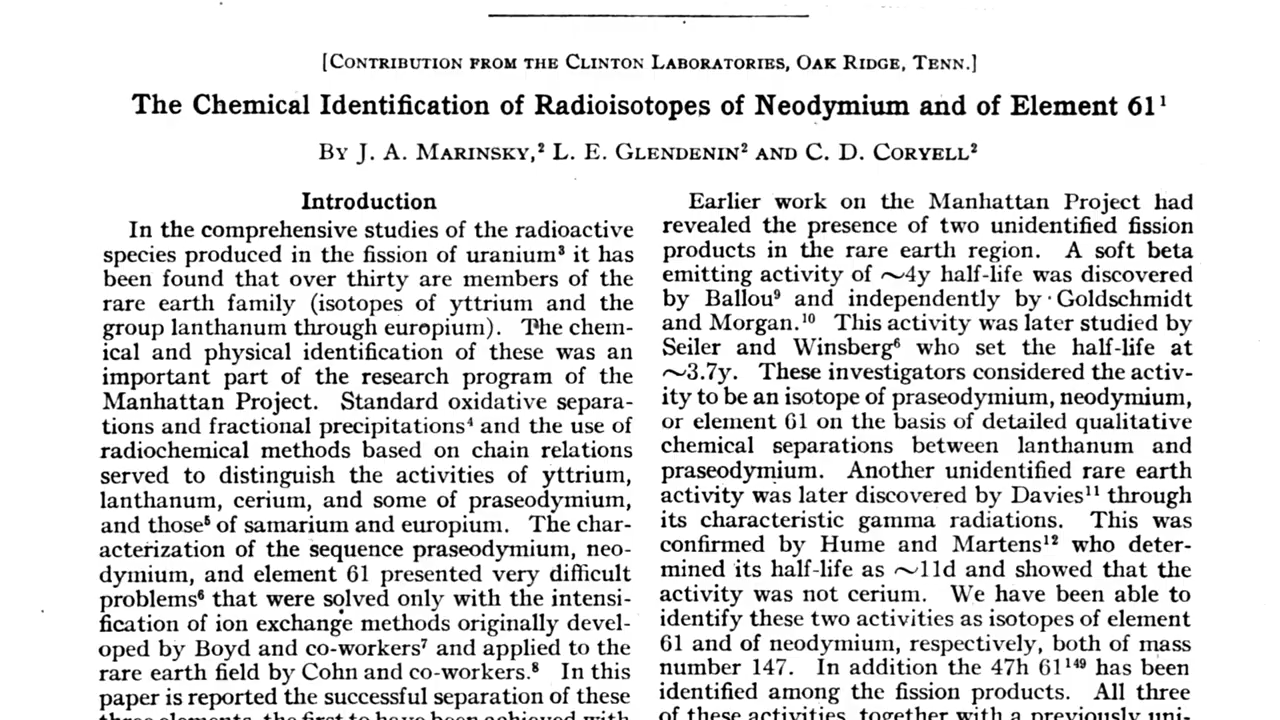 [Contribution from the Clinton Laboratories, Oak Ridge, Tenn.]
The Chemical Identification of Radioisotopes of Neodymium and of Element 61¹
By J. A. Marinsky,² L. E. Glendenin² and C. D. Coryell²
Introduction
In the comprehensive studies of the radioactive
species produced in the fission of uranium³ it has
been found that over thirty are members of the
rare earth family (isotopes of yttrium and the
group lanthanum through europium). The chem-
ical and physical identification of these was an
important part of the research program of the
Manhattan Project. Standard oxidative separa-
tions and fractional precipitations⁴ and the use of
radiochemical methods based on chain relations
served to distinguish the activities of yttrium,
lanthanum, cerium, and some of praseodymium,
and those⁵ of samarium and europium. The char-
acterization of the sequence praseodymium, neo-
dymium, and element 61 presented very difficult
problems⁶ that were solved only with the intensi-
fication of ion exchange methods originally devel-
oped by Boyd and co-workers⁷ and applied to the
rare earth field by Cohn and co-workers.⁸ In this
paper is reported the successful separation of these
three elements, the first to have been achieved with
Earlier work on the Manhattan Project had
revealed the presence of two unidentified fission
products in the rare earth region. A soft beta
emitting activity of ~4y half-life was discovered
by Ballou⁹ and independently by Goldschmidt
and Morgan.¹⁰ This activity was later studied by
Seiler and Winsberg⁶ who set the half-life at
~3.7y. These investigators considered the activ-
ity to be an isotope of praseodymium, neodymium,
or element 61 on the basis of detailed qualitative
chemical separations between lanthanum and
praseodymium. Another unidentified rare earth
activity was later discovered by Davies¹¹ through
its characteristic gamma radiations. This was
confirmed by Hume and Martens¹² who deter-
mined its half-life as ~11d and showed that the
activity was not cerium. We have been able to
identify these two activities as isotopes of element
61 and of neodymium, respectively, both of mass
number 147. In addition the 47h 61¹⁴⁹ has been
identified among the fission products. All three
of these activities, together with a previously uni-